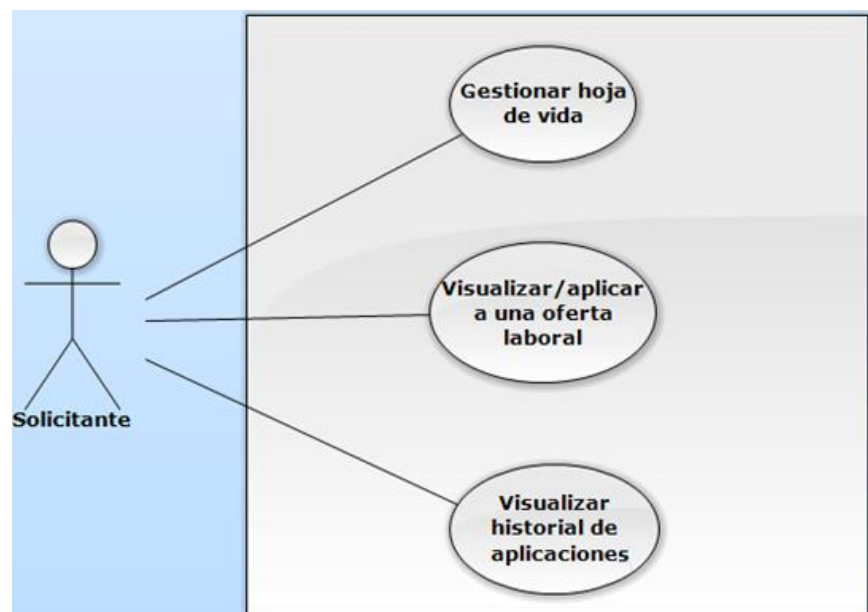 Gestionar hoja
de vida
Visualizar/aplicar
a una oferta
laboral
Solicitante
Visualizar
historial de
aplicaciones